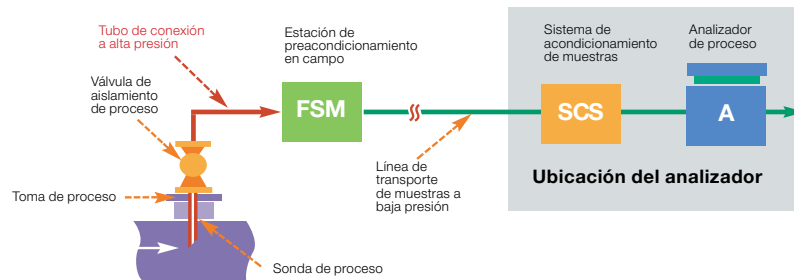 Tubo de conexión
a alta presión
Estación de
preacondicionamiento
en campo
Sistema de
acondicionamiento
de muestras
Analizador
de proceso
Válvula de
aislamiento
de proceso
FSM
SCS
A
Línea de
transporte
de muestras a
baja presión
Ubicación del analizador
Toma de proceso
Sonda de proceso